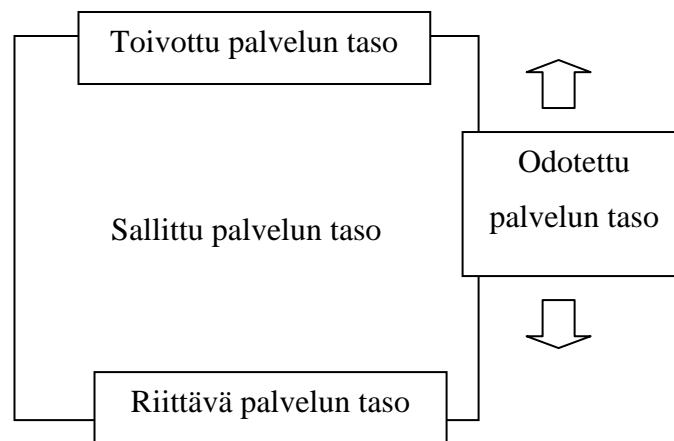 Toivottu palvelun taso
Odotettu
palvelun taso
Sallittu palvelun taso
Riittävä palvelun taso